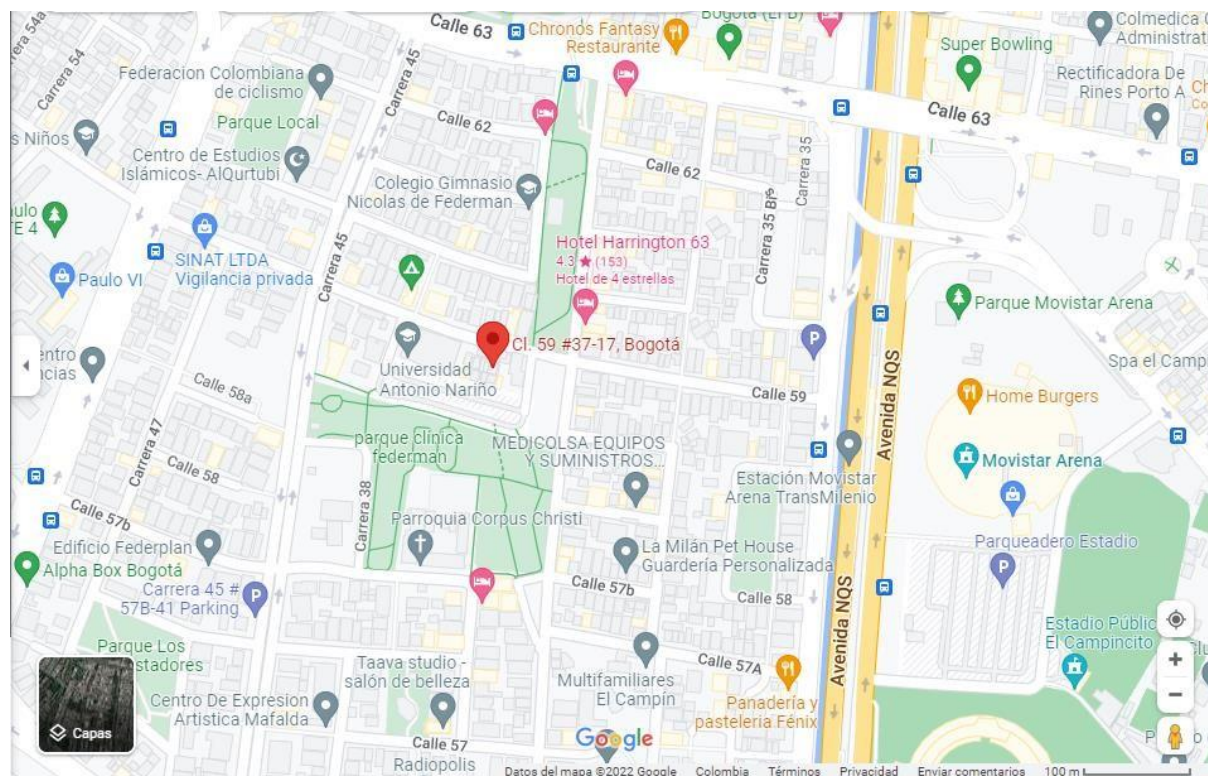 Calle 63
Chronos Fantasy
Restaurante
Bogotá (EPB)
Colmedica
Super Bowling
Federacion Colombiana
de ciclismo
Carrera 54
Carrera 45
Parque Local
Calle 62
Rectificadora De
Rines Porto A
Calle 63
s Niños
Centro de Estudios
Islámicos- AlQurtubi
Colegio Gimnasio
Nicolas de Federman
Calle 62
Carrera 35
Carrera 35 Bis
Carrera 45
SINAT LTDA
Vigilancia privada
Paulo VI
Hotel Harrington 63
4.3 ★ (153)
Hotel de 4 estrellas
Parque Movistar Arena
Cl. 59 #37-17, Bogotá
Universidad
Antonio Nariño
Spa el Camp
Calle 58a
Calle 59
Avenida NQS
Home Burgers
Carrera 47
parque clínica
federman
MEDICOLSA EQUIPOS
Y SUMINISTROS...
Movistar Arena
Calle 58
Estación Movistar
Arena TransMilenio
Carrera 38
Calle 57b
Parroquia Corpus Christi
Edificio Federplan
La Milán Pet House
Guardería Personalizada
Parqueadero Estadio
Alpha Box Bogotá
Carrera 45 #
57B-41 Parking
Calle 57b
Calle 58
Avenida NQS
Estadio Públic
El Campincito
Parque Los
stadores
Taava studio -
salón de belleza
Multifamiliares
El Campín
Calle 57A
Centro De Expresion
Artistica Mafalda
Panadería y
pastelería Fénix
Capas
Calle 57
Google
Radiopolis
Datos del mapa ©2022 Google Colombia Términos Privacidad Enviar comentarios 100 m